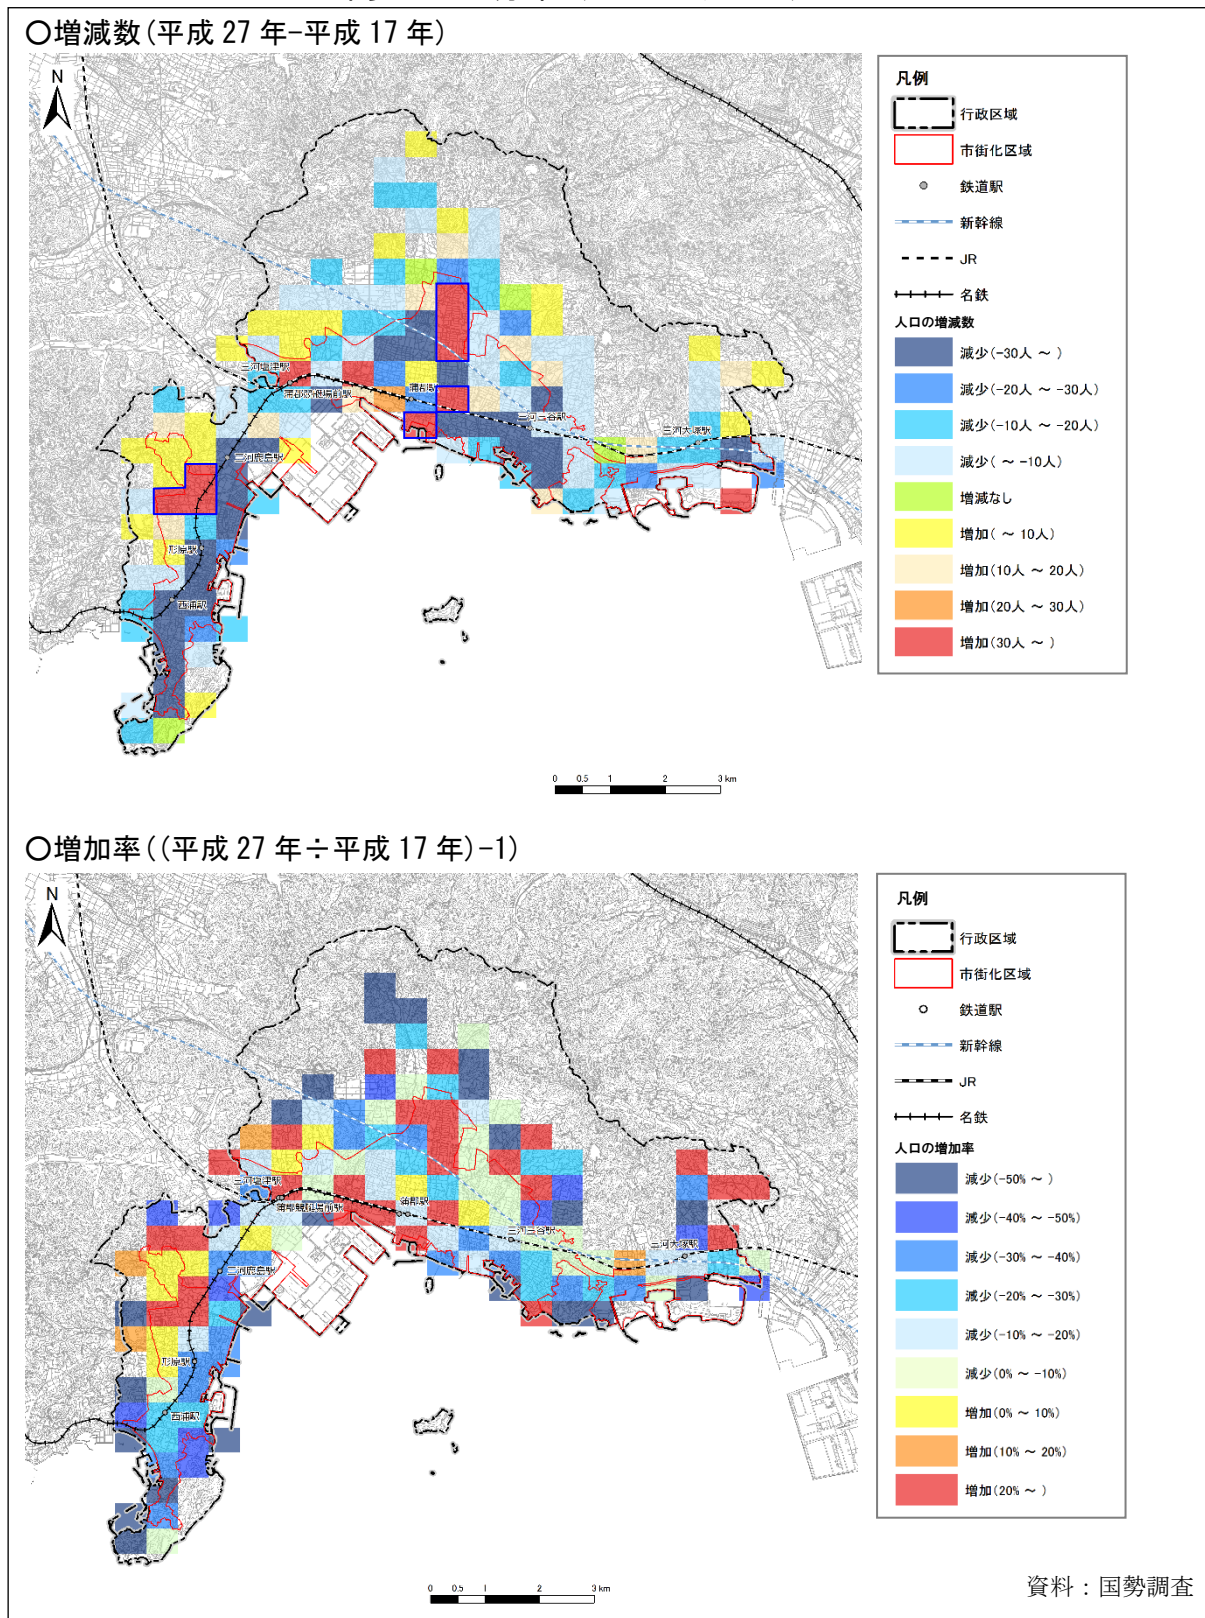 〇増減数(平成 27 年-平成 17 年)
N
三河塩津駅
蒲郡競艇場前駅
蒲郡駅
三河三谷駅
三河大塚駅
三河鹿島駅
形原駅
西浦駅
0 0.5 1 2 3 km
凡例
行政区域
市街化区域
鉄道駅
新幹線
JR
名鉄
人口の増減数
減少(-30人 ～ )
減少(-20人 ～ -30人)
減少(-10人 ～ -20人)
減少( ～ -10人)
増減なし
増加( ～ 10人)
増加(10人 ～ 20人)
増加(20人 ～ 30人)
増加(30人 ～ )
〇増加率((平成 27 年÷平成 17 年)-1)
N
三河塩津駅
蒲郡競艇場前駅
蒲郡駅
三河三谷駅
三河大塚駅
三河鹿島駅
形原駅
西浦駅
0 0.5 1 2 3 km
凡例
行政区域
市街化区域
鉄道駅
新幹線
JR
名鉄
人口の増加率
減少(-50% ～ )
減少(-40% ～ -50%)
減少(-30% ～ -40%)
減少(-20% ～ -30%)
減少(-10% ～ -20%)
減少(0% ～ -10%)
増加(0% ～ 10%)
増加(10% ～ 20%)
増加(20% ～ )
資料：国勢調査